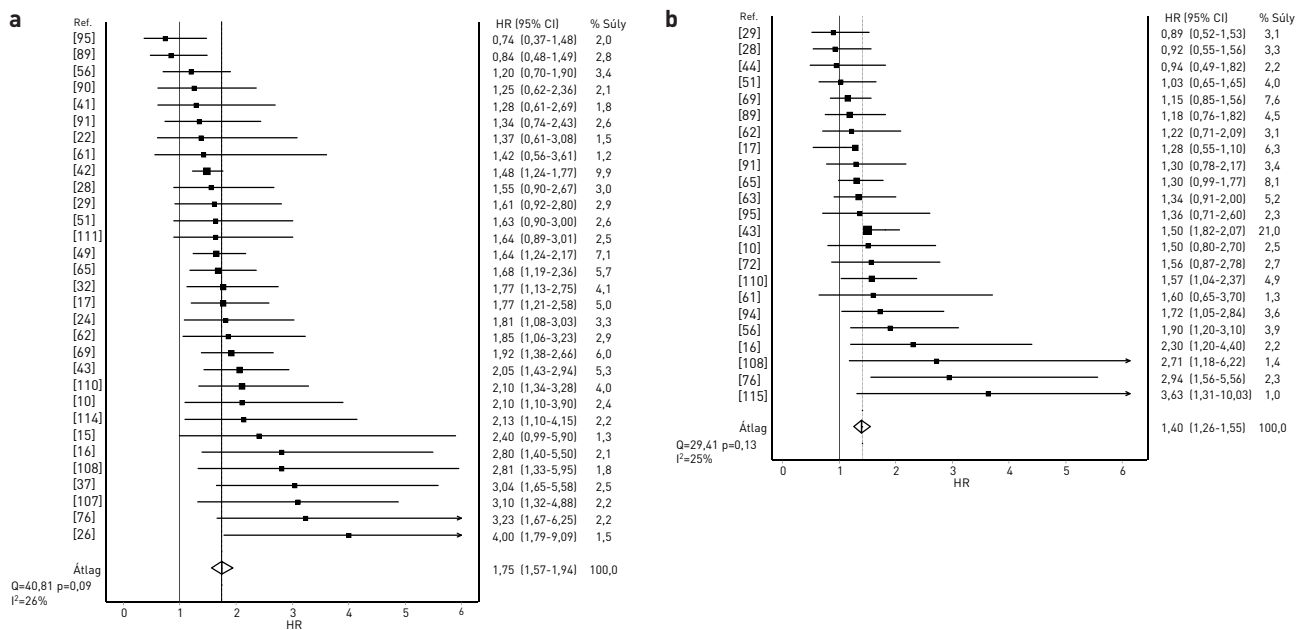 a
Ref. HR (95% CI) % Súly
[95] 0,74 (0,37-1,48) 2,0
[89] 0,84 (0,48-1,49) 2,8
[56] 1,20 (0,70-1,90) 3,4
[90] 1,25 (0,62-2,36) 2,1
[41] 1,28 (0,61-2,69) 1,8
[91] 1,34 (0,74-2,43) 2,6
[22] 1,37 (0,61-3,08) 1,5
[61] 1,42 (0,56-3,61) 1,2
[42] 1,48 (1,24-1,77) 9,9
[28] 1,55 (0,90-2,67) 3,0
[29] 1,61 (0,92-2,80) 2,9
[51] 1,63 (0,90-3,00) 2,6
[111] 1,64 (0,89-3,01) 2,5
[49] 1,64 (1,24-2,17) 7,1
[65] 1,68 (1,19-2,36) 5,7
[32] 1,77 (1,13-2,75) 4,1
[17] 1,77 (1,21-2,58) 5,0
[24] 1,81 (1,08-3,03) 3,3
[62] 1,85 (1,06-3,23) 2,9
[69] 1,92 (1,38-2,66) 6,0
[43] 2,05 (1,43-2,94) 5,3
[110] 2,10 (1,34-3,28) 4,0
[10] 2,10 (1,10-3,90) 2,4
[114] 2,13 (1,10-4,15) 2,2
[15] 2,40 (0,99-5,90) 1,3
[16] 2,80 (1,40-5,50) 2,1
[108] 2,81 (1,33-5,95) 1,8
[37] 3,04 (1,65-5,58) 2,5
[107] 3,10 (1,32-4,88) 2,2
[76] 3,23 (1,67-6,25) 2,2
[26] 4,00 (1,79-9,09) 1,5
Átlag 1,75 (1,57-1,94) 100,0
Q=40,81 p=0,09
I²=26%
0 1 2 3 4 5 6
HR
b
Ref. HR (95% CI) % Súly
[29] 0,89 (0,52-1,53) 3,1
[28] 0,92 (0,55-1,56) 3,3
[44] 0,94 (0,49-1,82) 2,2
[51] 1,03 (0,65-1,65) 4,0
[69] 1,15 (0,85-1,56) 7,6
[89] 1,18 (0,76-1,82) 4,5
[62] 1,22 (0,71-2,09) 3,1
[17] 1,28 (0,55-1,10) 6,3
[91] 1,30 (0,78-2,17) 3,4
[65] 1,30 (0,99-1,77) 8,1
[63] 1,34 (0,91-2,00) 5,2
[95] 1,36 (0,71-2,60) 2,3
[43] 1,50 (1,82-2,07) 21,0
[10] 1,50 (0,80-2,70) 2,5
[72] 1,56 (0,87-2,78) 2,7
[110] 1,57 (1,04-2,37) 4,9
[61] 1,60 (0,65-3,70) 1,3
[94] 1,72 (1,05-2,84) 3,6
[56] 1,90 (1,20-3,10) 3,9
[16] 2,30 (1,20-4,40) 2,2
[108] 2,71 (1,18-6,22) 1,4
[76] 2,94 (1,56-5,56) 2,3
[115] 3,63 (1,31-10,03) 1,0
Átlag 1,40 (1,26-1,55) 100,0
Q=29,41 p=0,13
I²=25%
0 1 2 3 4 5 6
HR